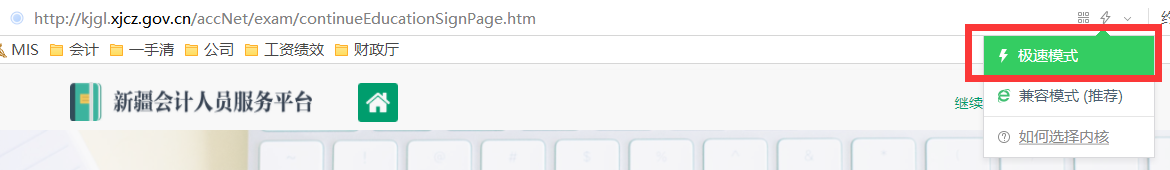 http://kjgl.xjcz.gov.cn/accNet/exam/continueEducationSignPage.htm
MIS 会计 一手清 公司 工资绩效 财政厅
极速模式
新疆会计人员服务平台
继续
兼容模式 (推荐)
如何选择内核